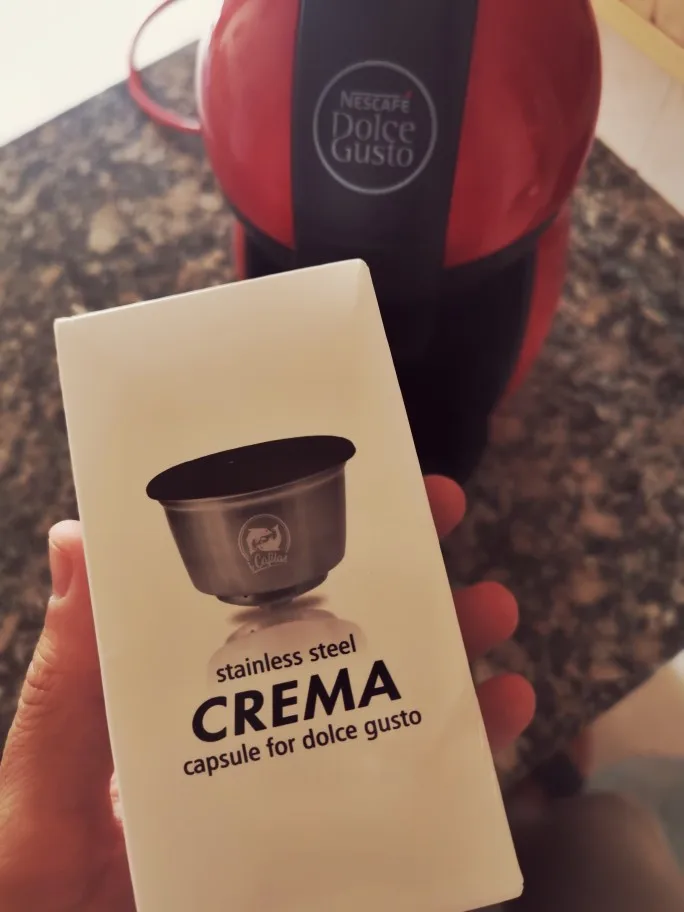 NESCAFÉ
Dolce
Gusto
stainless steel
CREMA
capsule for dolce gusto